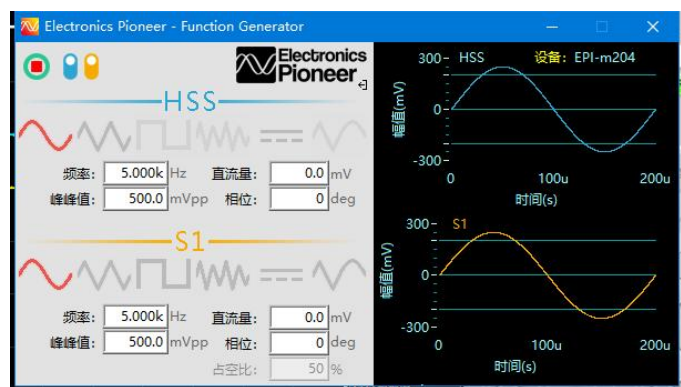 Electronics Pioneer - Function Generator
Electronics
Pioneer
HSS
频率: 5.000k Hz 直流量: 0.0 mV
峰峰值: 500.0 mVpp 相位: 0 deg
S1
频率: 5.000k Hz 直流量: 0.0 mV
峰峰值: 500.0 mVpp 相位: 0 deg
占空比: 50 %
HSS 设备: EPI-m204
幅值(mV)
300
0
-300
0 100u 200u
时间(s)
S1
幅值(mV)
300
0
-300
0 100u 200u
时间(s)